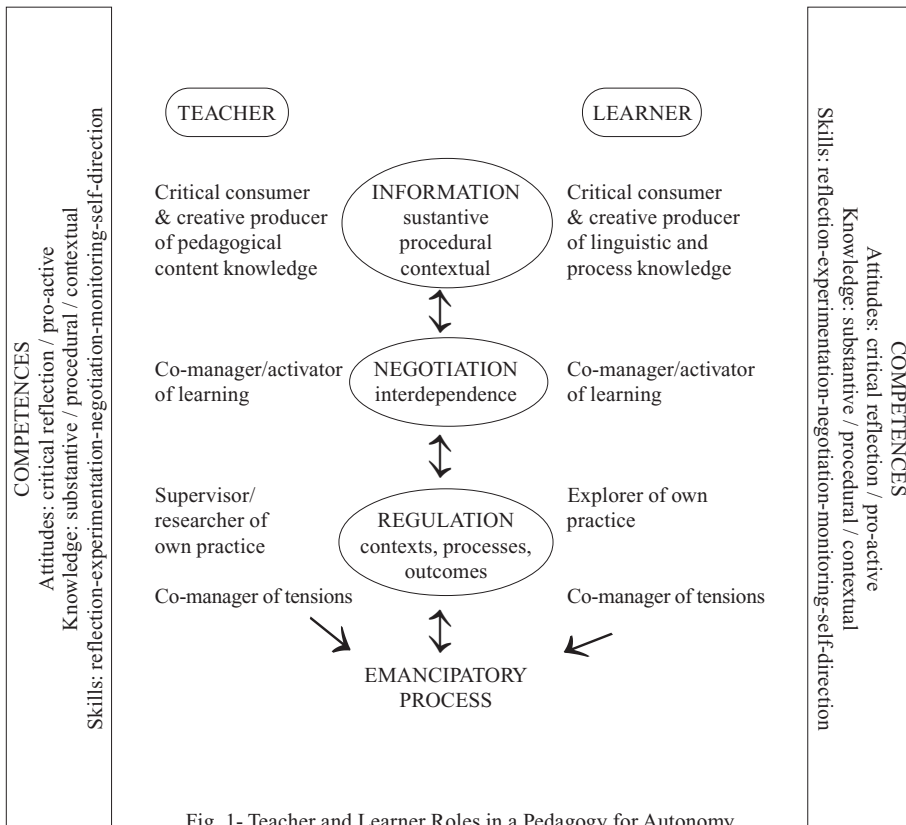 COMPETENCES
Attitudes: critical reflection / pro-active
Knowledge: substantive / procedural / contextual
Skills: reflection-experimentation-negotiation-monitoring-self-direction
TEACHER
LEARNER
Critical consumer
& creative producer
of pedagogical
content knowledge
INFORMATION
sustantive
procedural
contextual
Critical consumer
& creative producer
of linguistic and
process knowledge
Co-manager/activator
of learning
NEGOTIATION
interdependence
Co-manager/activator
of learning
Supervisor/
researcher of
own practice
REGULATION
contexts, processes,
outcomes
Explorer of own
practice
Co-manager of tensions
Co-manager of tensions
EMANCIPATORY
PROCESS
COMPETENCES
Attitudes: critical reflection / pro-active
Knowledge: substantive / procedural / contextual
Skills: reflection-experimentation-negotiation-monitoring-self-direction
Fig. 1- Teacher and Learner Roles in a Pedagogy for Autonomy